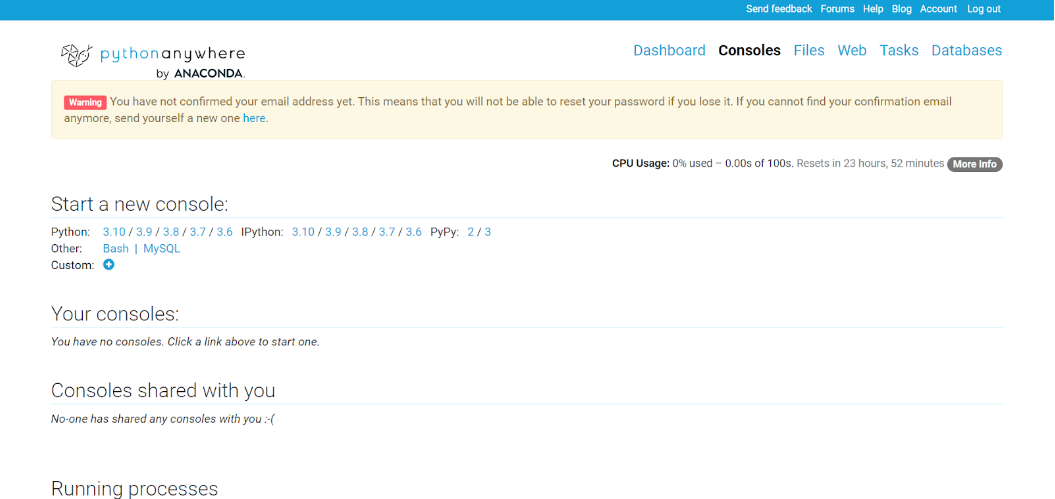 Send feedback Forums Help Blog Account Log out
pythonanywhere
by ANACONDA.
Dashboard Consoles Files Web Tasks Databases
Warning You have not confirmed your email address yet. This means that you will not be able to reset your password if you lose it. If you cannot find your confirmation email
anymore, send yourself a new one here.
CPU Usage: 0% used – 0.00s of 100s. Resets in 23 hours, 52 minutes More Info
Start a new console:
Python: 3.10 / 3.9 / 3.8 / 3.7 / 3.6 IPython: 3.10 / 3.9 / 3.8 / 3.7 / 3.6 PyPy: 2 / 3
Other: Bash | MySQL
Custom:
Your consoles:
You have no consoles. Click a link above to start one.
Consoles shared with you
No-one has shared any consoles with you :-(
Running processes